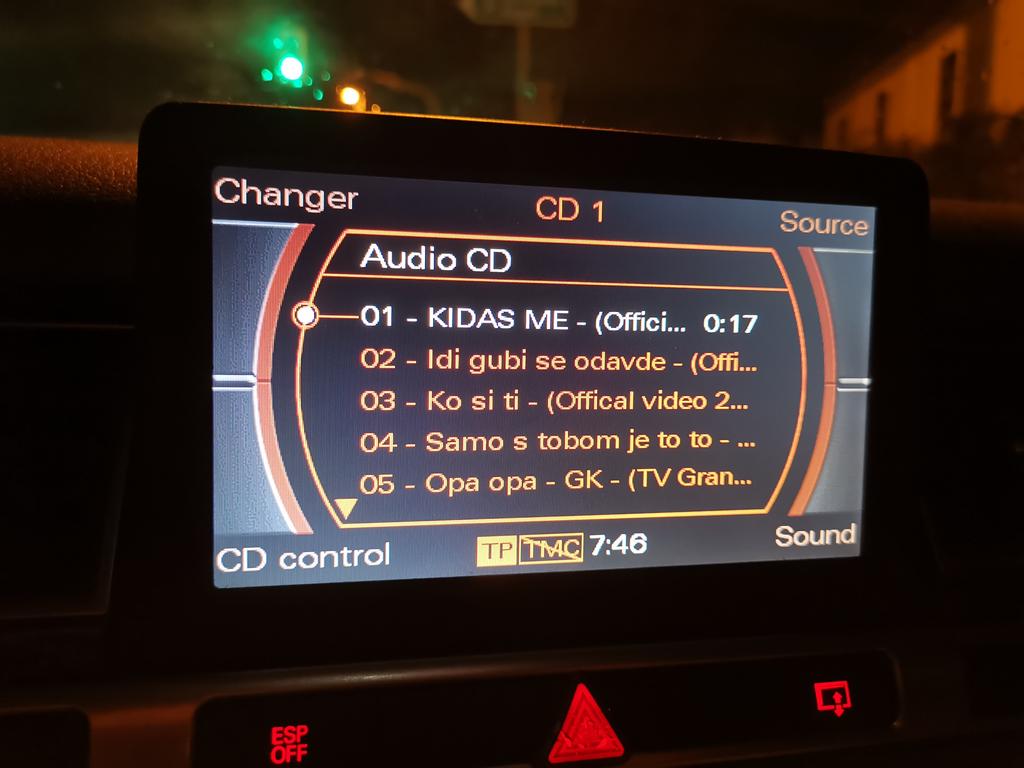 Changer
CD 1
Source
Audio CD
01 - KIDAS ME - (Offici... 0:17
02 - Idi gubi se odavde - (Offi...
03 - Ko si ti - (Offical video 2...
04 - Samo s tobom je to to - ...
05 - Opa opa - GK - (TV Gran...
CD control
TP TMC 7:46
Sound
ESP
OFF